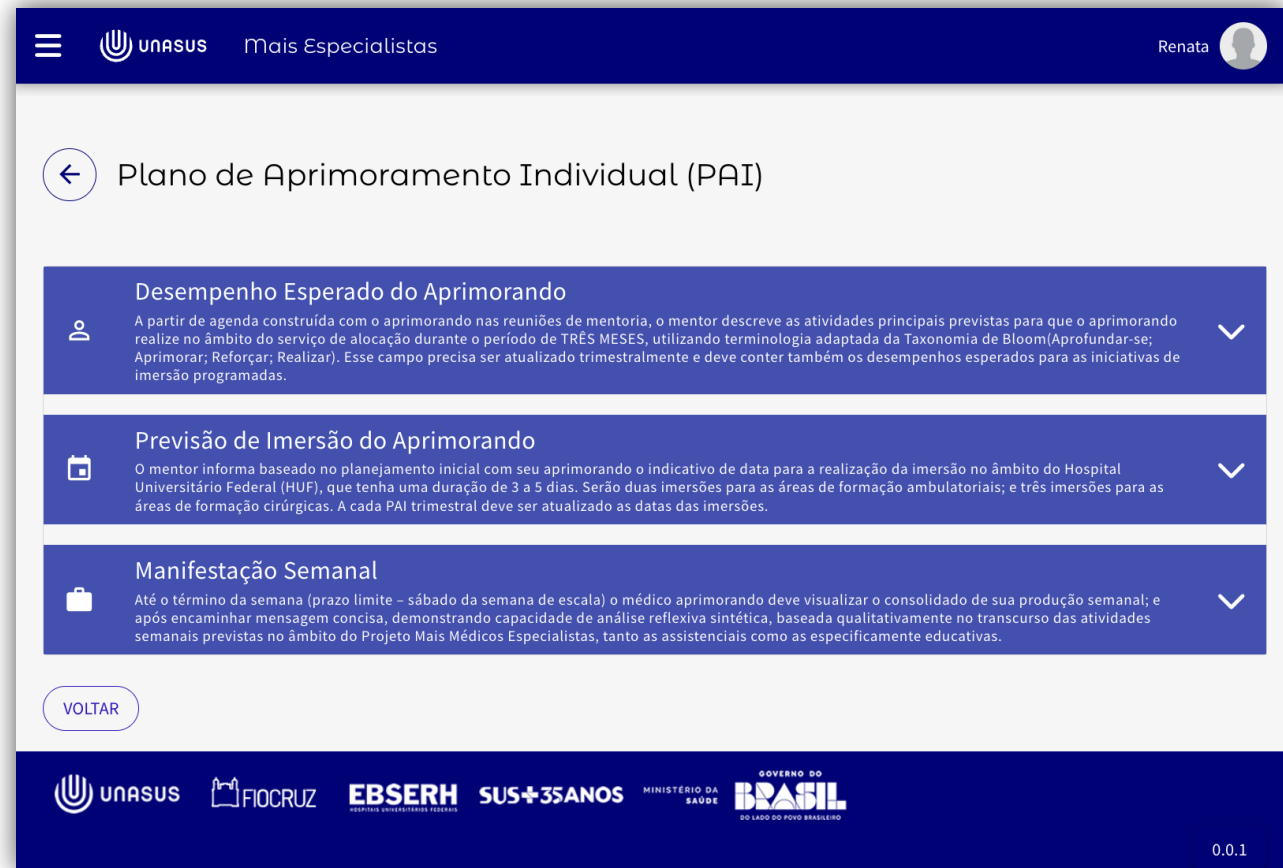 UNASUS Mais Especialistas Renata
Plano de Aprimoramento Individual (PAI)
Desempenho Esperado do Aprimorando
A partir de agenda construída com o aprimorando nas reuniões de mentoria, o mentor descreve as atividades principais previstas para que o aprimorando
realize no âmbito do serviço de alocação durante o período de TRÊS MESES, utilizando terminologia adaptada da Taxonomia de Bloom(Aprofundar-se;
Aprimorar; Reforçar; Realizar). Esse campo precisa ser atualizado trimestralmente e deve conter também os desempenhos esperados para as iniciativas de
imersão programadas.
Previsão de Imersão do Aprimorando
O mentor informa baseado no planejamento inicial com seu aprimorando o indicativo de data para a realização da imersão no âmbito do Hospital
Universitário Federal (HUF), que tenha uma duração de 3 a 5 dias. Serão duas imersões para as áreas de formação ambulatoriais; e três imersões para as
áreas de formação cirúrgicas. A cada PAI trimestral deve ser atualizado as datas das imersões.
Manifestação Semanal
Até o término da semana (prazo limite – sábado da semana de escala) o médico aprimorando deve visualizar o consolidado de sua produção semanal; e
após encaminhar mensagem concisa, demonstrando capacidade de análise reflexiva sintética, baseada qualitativamente no transcurso das atividades
semanais previstas no âmbito do Projeto Mais Médicos Especialistas, tanto as assistenciais como as especificamente educativas.
VOLTAR
UNASUS
FIOCRUZ
EBSERH
HOSPITAIS UNIVERSITÁRIOS FEDERAIS
SUS+35ANOS
MINISTÉRIO DA
SAÚDE
GOVERNO DO
BRASIL
DO LADO DO POVO BRASILEIRO
0.0.1